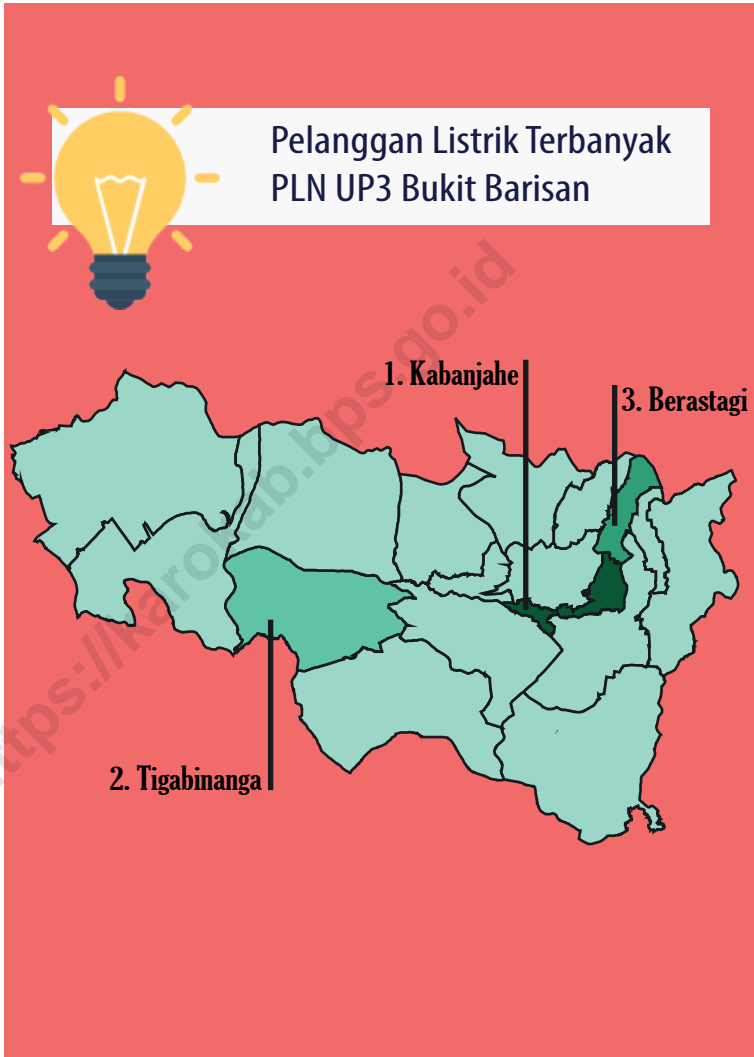 Pelanggan Listrik Terbanyak
PLN UP3 Bukit Barisan
1. Kabanjahe
3. Berastagi
2. Tigabinanga
https://karokab.bps.go.id